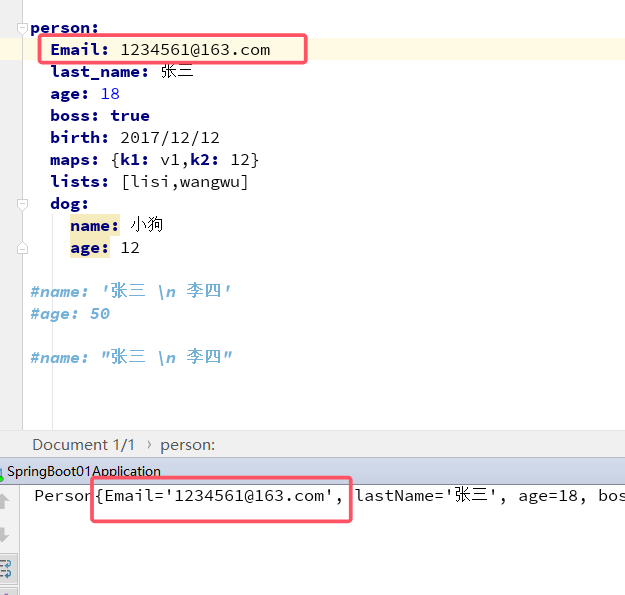 person:
Email: 1234561@163.com
last_name: 张三
age: 18
boss: true
birth: 2017/12/12
maps: {k1: v1,k2: 12}
lists: [lisi,wangwu]
dog:
name: 小狗
age: 12
#name: '张三 \n 李四'
#age: 50
#name: "张三 \n 李四"
Document 1/1 › person:
SpringBoot01Application
Person{Email='1234561@163.com', lastName='张三', age=18, bos